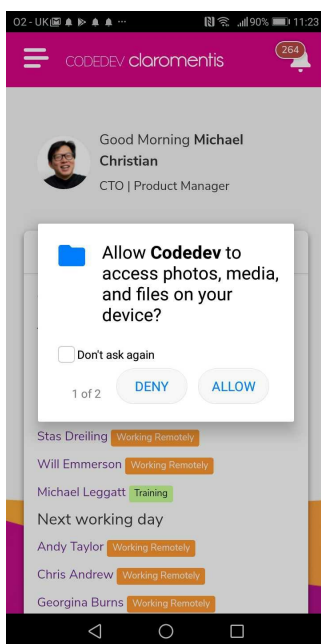 O2 - UK ... 90% 11:23
CODEDEV claromentis
264
Good Morning Michael
Christian
CTO | Product Manager
Allow Codedev to
access photos, media,
and files on your
device?
Don't ask again
1 of 2 DENY ALLOW
Stas Dreiling Working Remotely
Will Emmerson Working Remotely
Michael Leggatt Training
Next working day
Andy Taylor Working Remotely
Chris Andrew Working Remotely
Georgina Burns Working Remotely